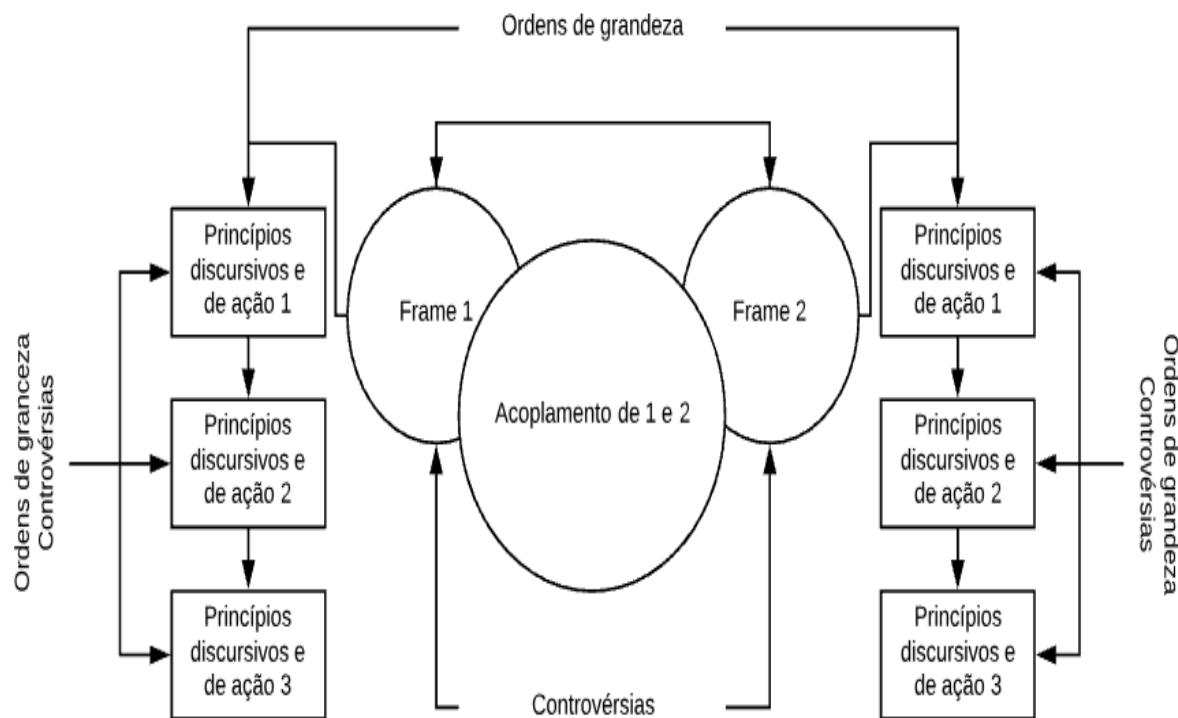 Ordens de grandeza
Princípios
discursivos e
de ação 1
Princípios
discursivos e
de ação 2
Princípios
discursivos e
de ação 3
Ordens de granceza
Controvérsias
Frame 1
Frame 2
Acoplamento de 1 e 2
Princípios
discursivos e
de ação 1
Princípios
discursivos e
de ação 2
Princípios
discursivos e
de ação 3
Ordens de grandeza
Controvérsias
Controvérsias